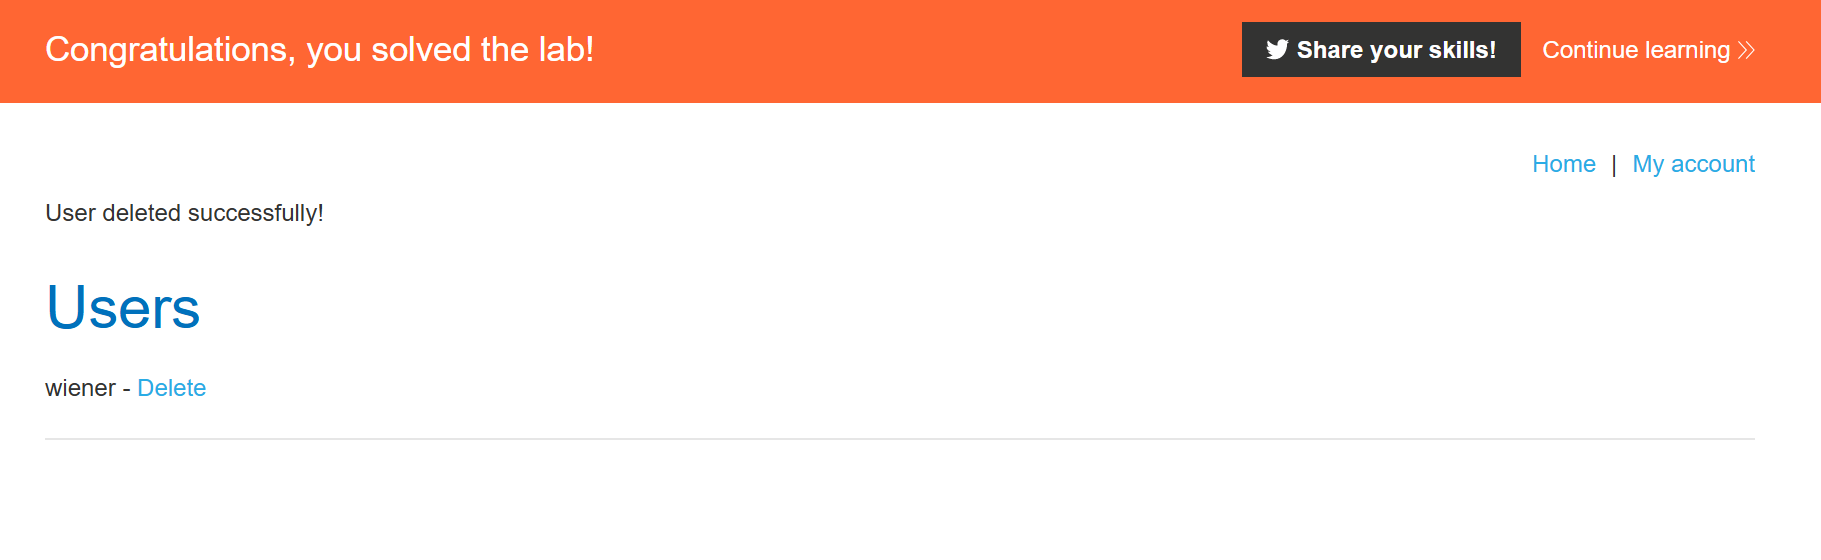 Congratulations, you solved the lab!
Share your skills!
Continue learning
Home | My account
User deleted successfully!
Users
wiener - Delete